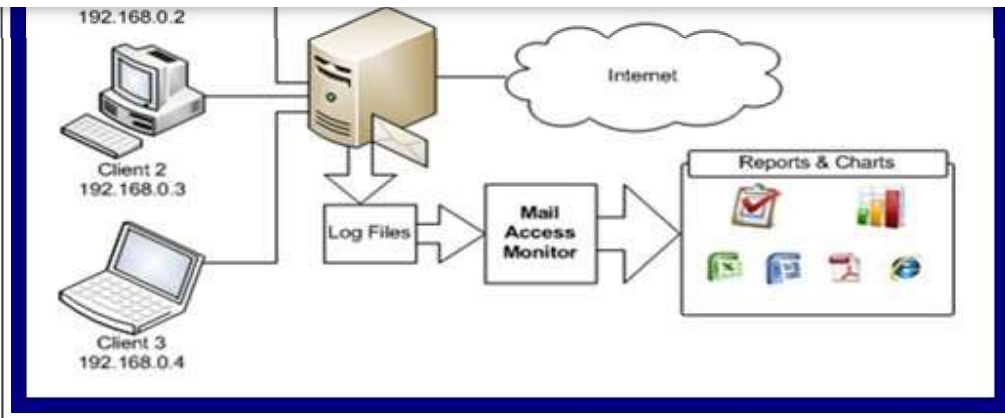 192.168.0.2
Internet
Client 2
192.168.0.3
Reports & Charts
Log Files
Mail
Access
Monitor
Client 3
192.168.0.4